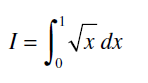 I = ∫₀¹ √x dx